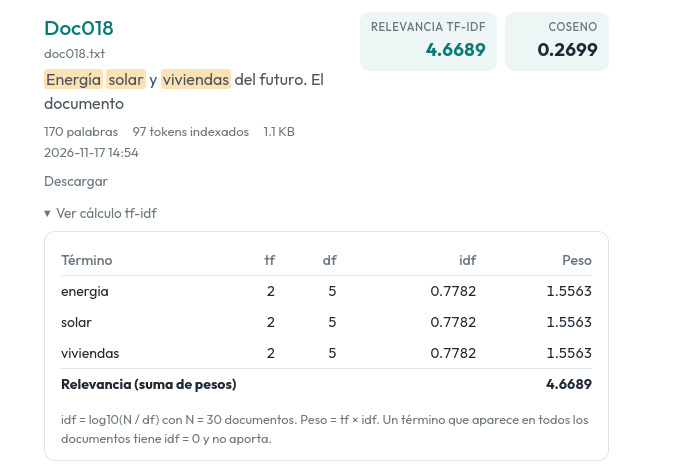 Doc018
doc018.txt
Energía solar y viviendas del futuro. El
documento
170 palabras 97 tokens indexados 1.1 KB
2026-11-17 14:54
Descargar
▾ Ver cálculo tf-idf
RELEVANCIA TF-IDF
4.6689
COSENO
0.2699
Término tf df idf Peso
energia 2 5 0.7782 1.5563
solar 2 5 0.7782 1.5563
viviendas 2 5 0.7782 1.5563
Relevancia (suma de pesos) 4.6689
idf = log10(N / df) con N = 30 documentos. Peso = tf × idf. Un término que aparece en todos los
documentos tiene idf = 0 y no aporta.